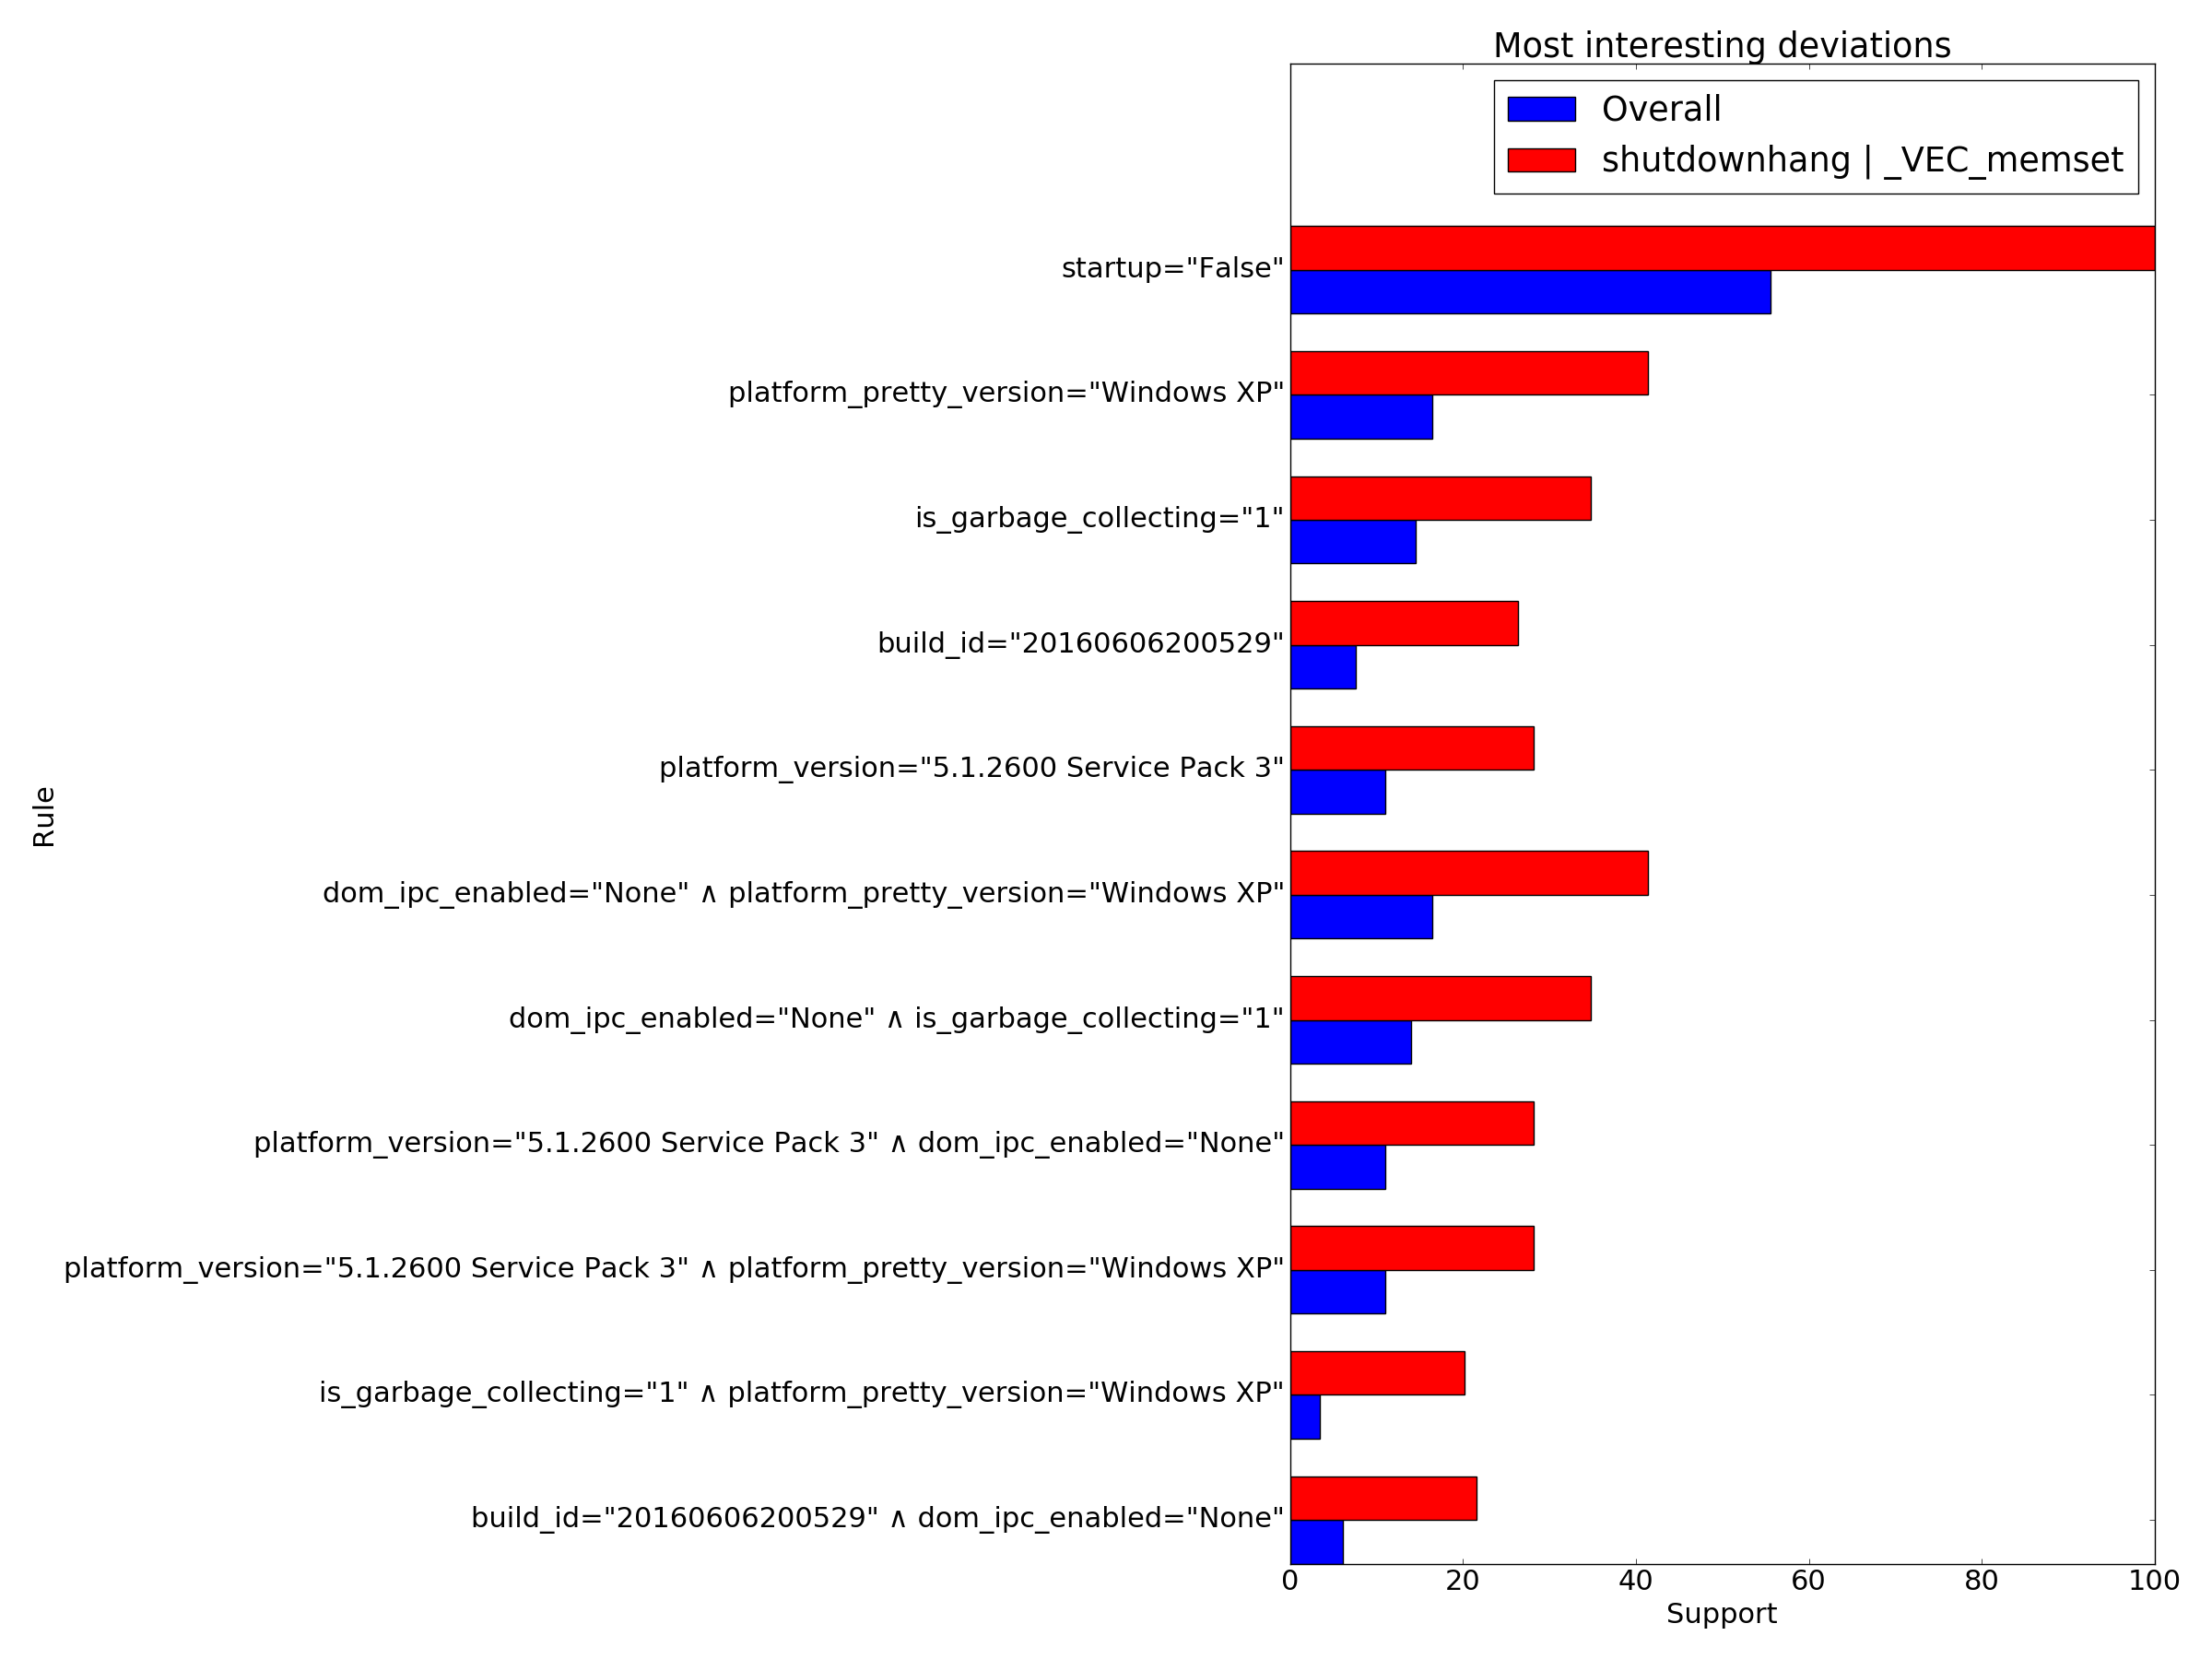 Most interesting deviations
Overall
shutdownhang | _VEC_memset
startup="False"
platform_pretty_version="Windows XP"
is_garbage_collecting="1"
build_id="20160606200529"
platform_version="5.1.2600 Service Pack 3"
dom_ipc_enabled="None" ∧ platform_pretty_version="Windows XP"
dom_ipc_enabled="None" ∧ is_garbage_collecting="1"
platform_version="5.1.2600 Service Pack 3" ∧ dom_ipc_enabled="None"
platform_version="5.1.2600 Service Pack 3" ∧ platform_pretty_version="Windows XP"
is_garbage_collecting="1" ∧ platform_pretty_version="Windows XP"
build_id="20160606200529" ∧ dom_ipc_enabled="None"
Rule
0 20 40 60 80 100
Support